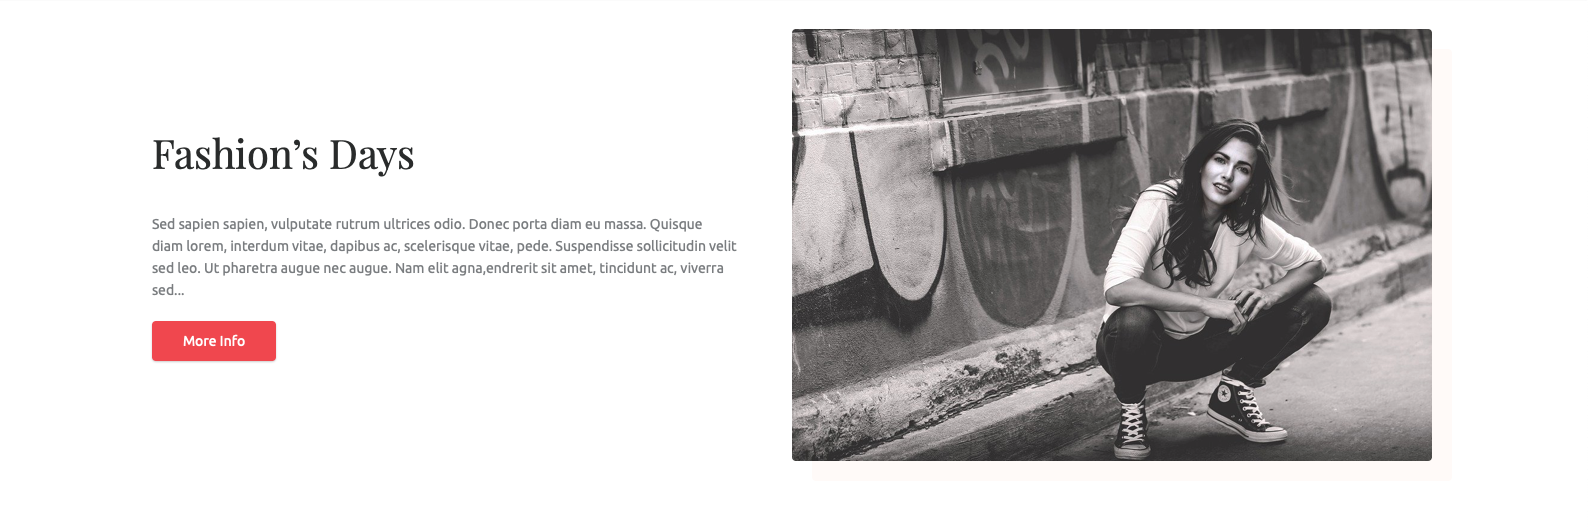 Fashion’s Days
Sed sapien sapien, vulputate rutrum ultrices odio. Donec porta diam eu massa. Quisque
diam lorem, interdum vitae, dapibus ac, scelerisque vitae, pede. Suspendisse sollicitudin velit
sed leo. Ut pharetra augue nec augue. Nam elit agna,endrerit sit amet, tincidunt ac, viverra
sed...
More Info